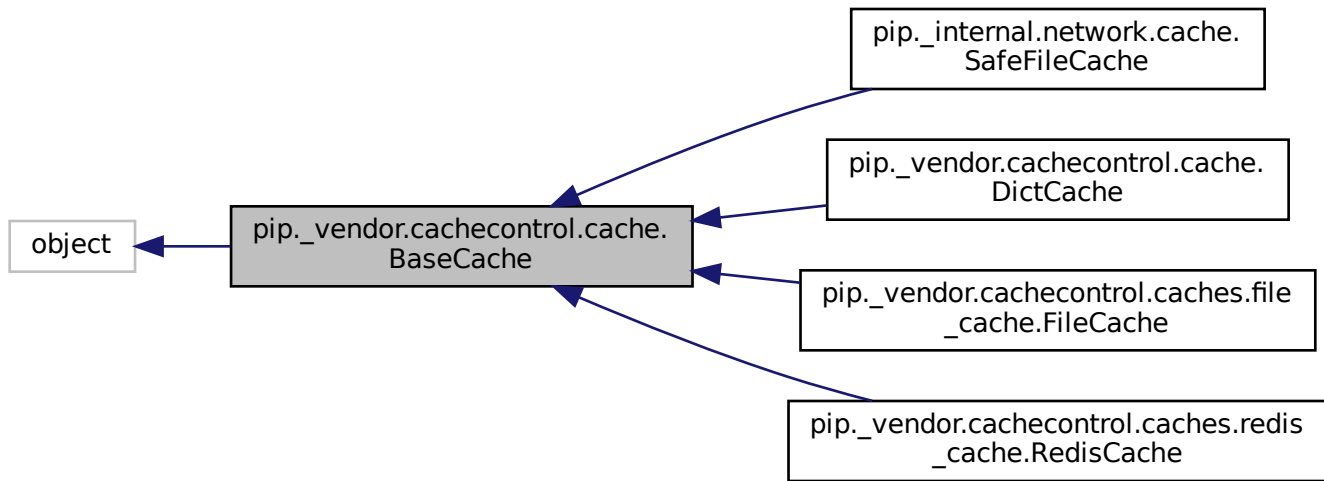 object
pip._vendor.cachecontrol.cache.
BaseCache
pip._internal.network.cache.
SafeFileCache
pip._vendor.cachecontrol.cache.
DictCache
pip._vendor.cachecontrol.caches.file
_cache.FileCache
pip._vendor.cachecontrol.caches.redis
_cache.RedisCache